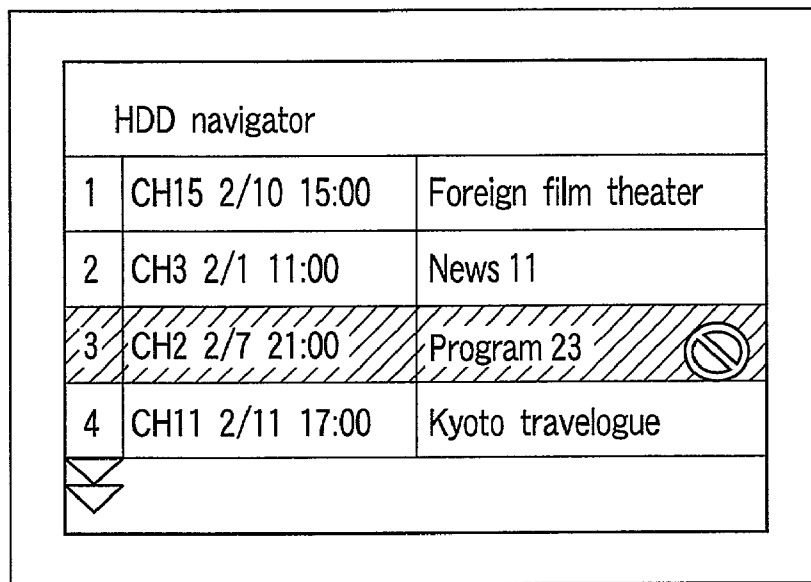 HDD navigator
1 CH15 2/10 15:00 Foreign film theater
2 CH3 2/1 11:00 News 11
3 CH2 2/7 21:00 Program 23
4 CH11 2/11 17:00 Kyoto travelogue